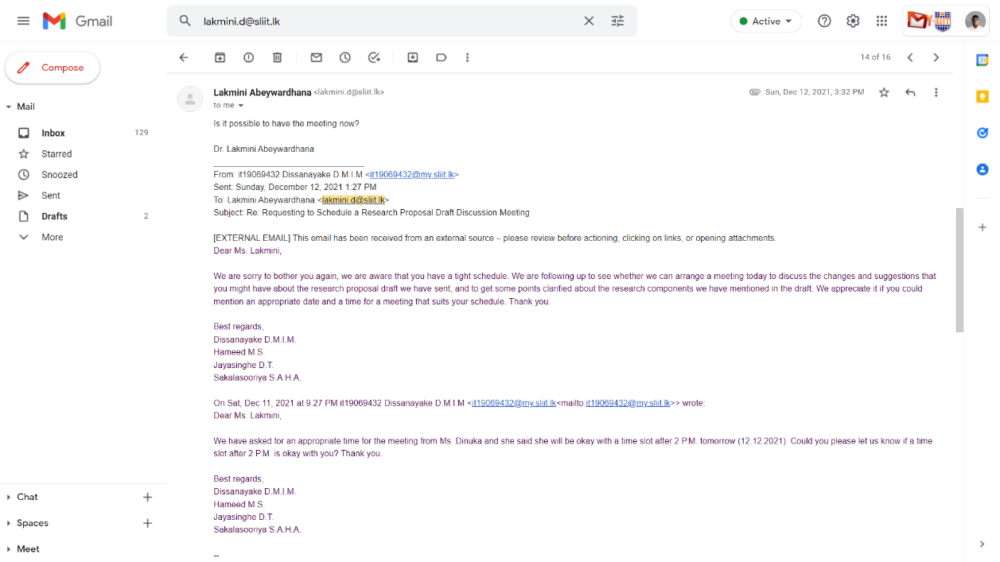 Gmail
lakmini.d@sliit.lk
Active
Compose
14 of 16
31
Mail
Inbox 129
Starred
Snoozed
Sent
Drafts 2
More
Chat
Spaces
Meet
Lakmini Abeywardhana <lakmini.d@sliit.lk>
Sun, Dec 12, 2021, 3:32 PM
to me
Is it possible to have the meeting now?
Dr. Lakmini Abeywardhana
________________________________
From: it19069432 Dissanayake D.M.I.M <it19069432@my.sliit.lk>
Sent: Sunday, December 12, 2021 1:27 PM
To: Lakmini Abeywardhana <lakmini.d@sliit.lk>
Subject: Re: Requesting to Schedule a Research Proposal Draft Discussion Meeting
[EXTERNAL EMAIL] This email has been received from an external source – please review before actioning, clicking on links, or opening attachments.
Dear Ms. Lakmini,
We are sorry to bother you again, we are aware that you have a tight schedule. We are following up to see whether we can arrange a meeting today to discuss the changes and suggestions that
you might have about the research proposal draft we have sent, and to get some points clarified about the research components we have mentioned in the draft. We appreciate it if you could
mention an appropriate date and a time for a meeting that suits your schedule. Thank you.
Best regards,
Dissanayake D.M.I.M.
Hameed M.S.
Jayasinghe D.T.
Sakalasooriya S.A.H.A.
On Sat, Dec 11, 2021 at 9:27 PM it19069432 Dissanayake D.M.I.M <it19069432@my.sliit.lk<mailto:it19069432@my.sliit.lk>> wrote:
Dear Ms. Lakmini,
We have asked for an appropriate time for the meeting from Ms. Dinuka and she said she will be okay with a time slot after 2 P.M. tomorrow (12.12.2021). Could you please let us know if a time
slot after 2 P.M. is okay with you? Thank you.
Best regards,
Dissanayake D.M.I.M.
Hameed M.S.
Jayasinghe D.T.
Sakalasooriya S.A.H.A.
--